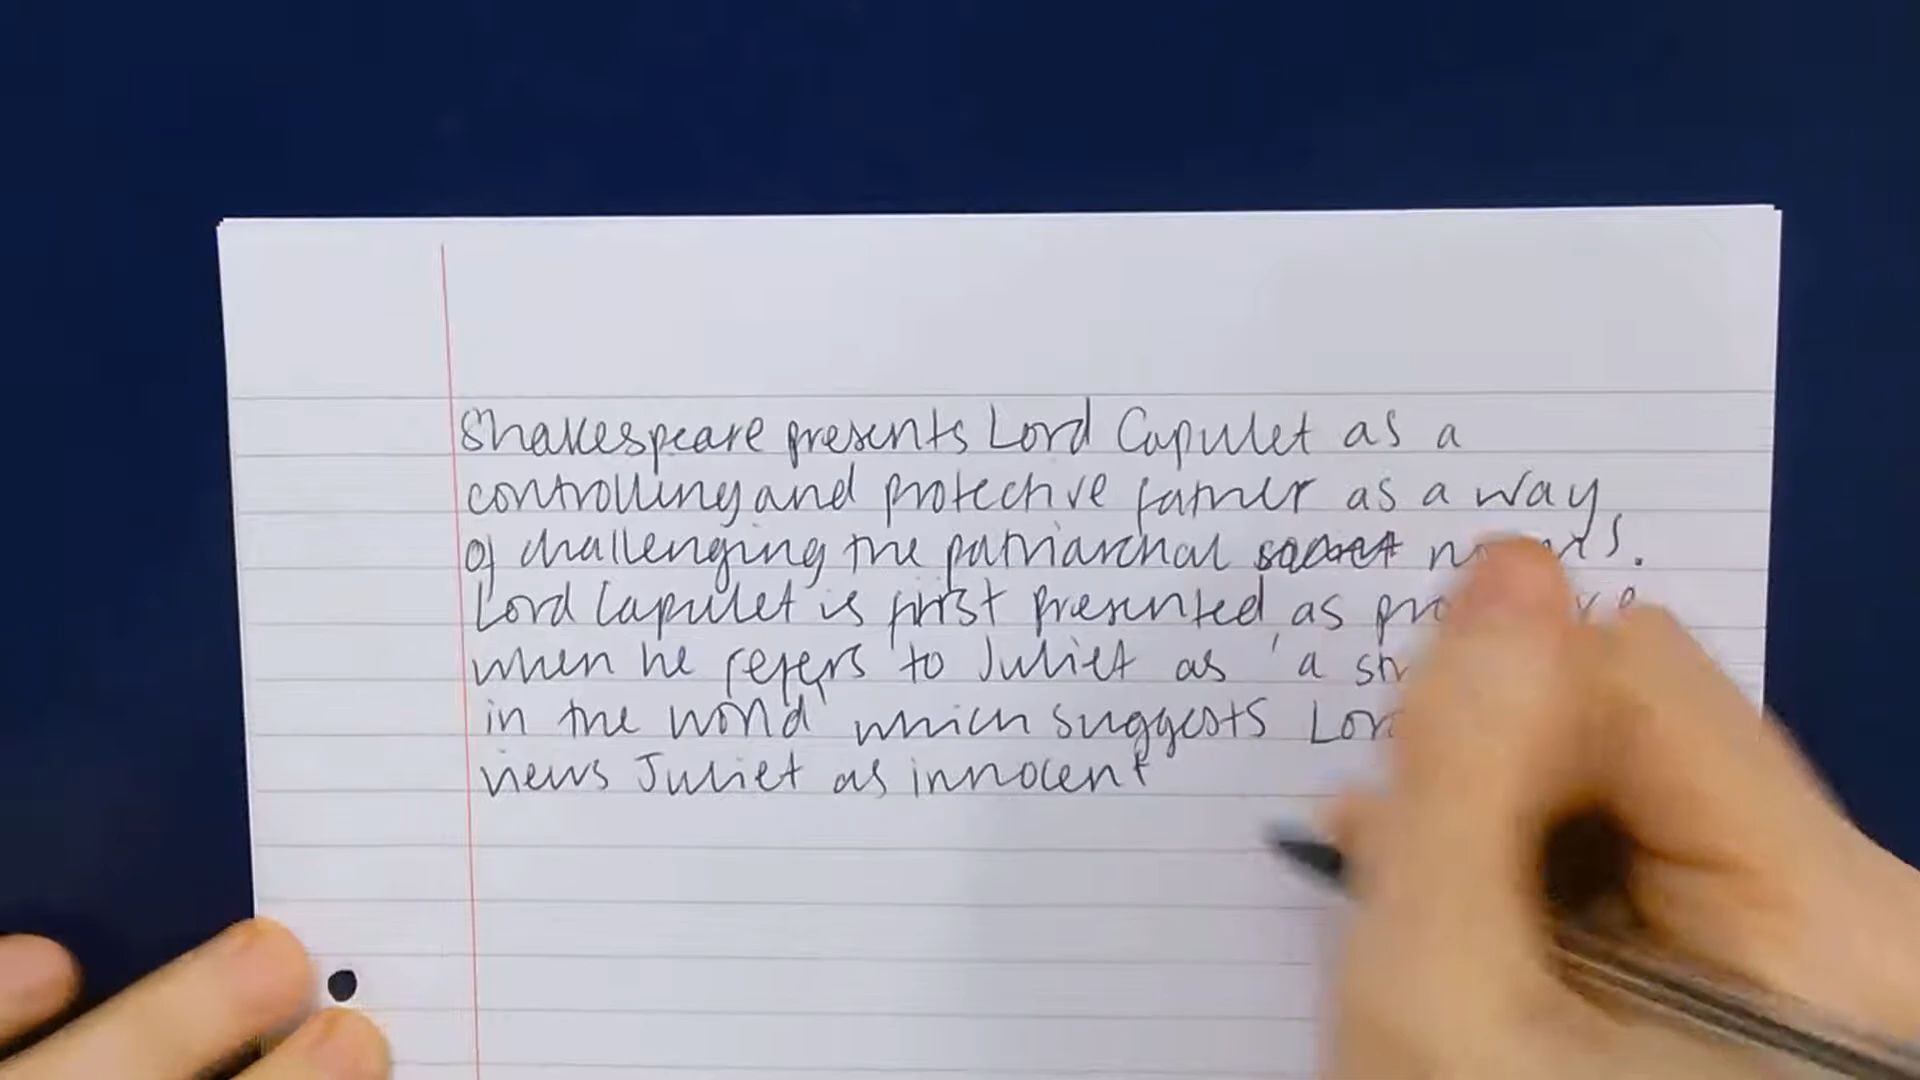 Shakespeare presents Lord Capulet as a
controlling and protective father as a way
of challenging the patriarchal
Lord Capulet is first presented as
when he refers to Juliet as 'a
in the world' which suggests
views Juliet as innocent